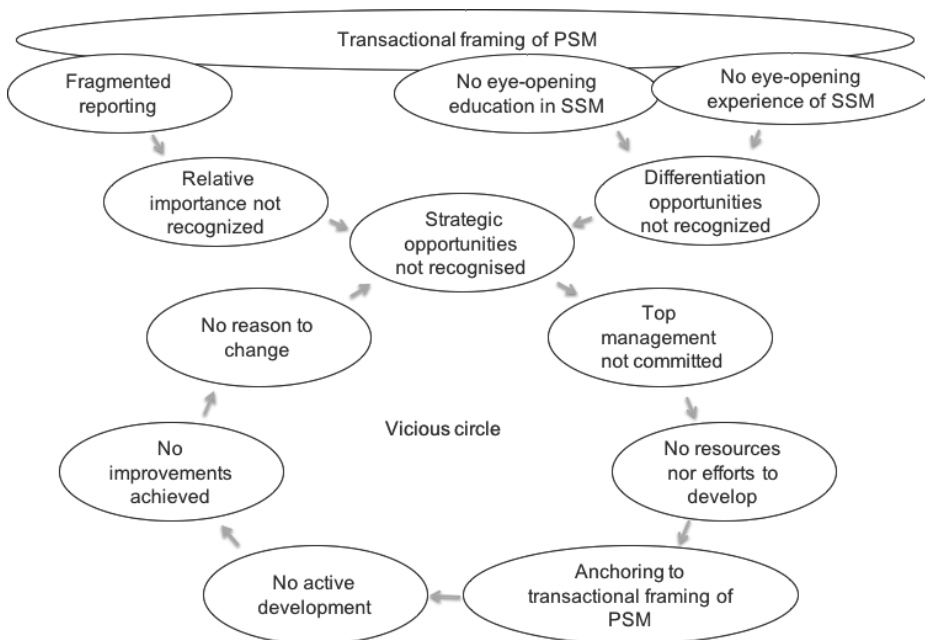 Transactional framing of PSM
Fragmented
reporting
No eye-opening
education in SSM
No eye-opening
experience of SSM
Relative
importance not
recognized
Strategic
opportunities
not recognised
Differentiation
opportunities
not recognized
No reason to
change
Top
management
not committed
Vicious circle
No
improvements
achieved
No resources
nor efforts to
develop
No active
development
Anchoring to
transactional framing of
PSM